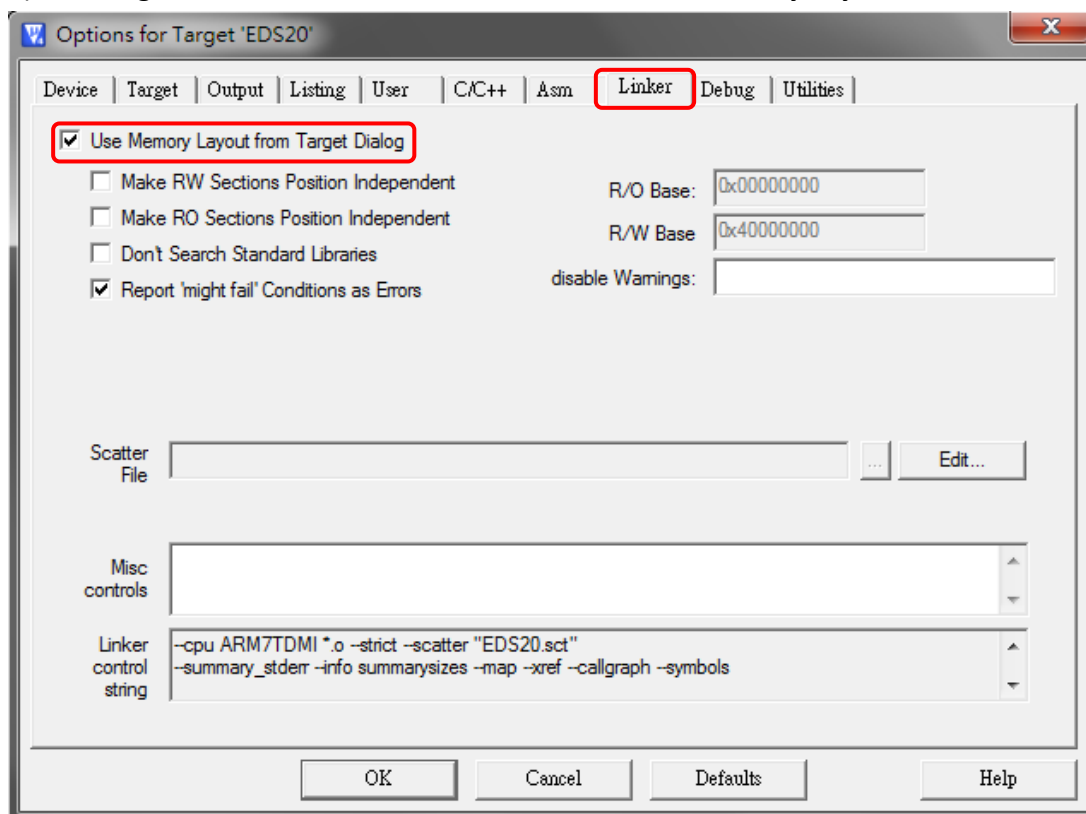 Options for Target 'EDS20'
Device Target Output Listing User C/C++ Asm Linker Debug Utilities
Use Memory Layout from Target Dialog
Make RW Sections Position Independent
Make RO Sections Position Independent
Don't Search Standard Libraries
Report 'might fail' Conditions as Errors
R/O Base: 0x00000000
R/W Base 0x40000000
disable Warnings:
Scatter
File
... Edit...
Misc
controls
Linker
control
string
--cpu ARM7TDMI *.o --strict --scatter "EDS20.sct"
--summary_stderr --info summarysizes --map --xref --callgraph --symbols
OK Cancel Defaults Help